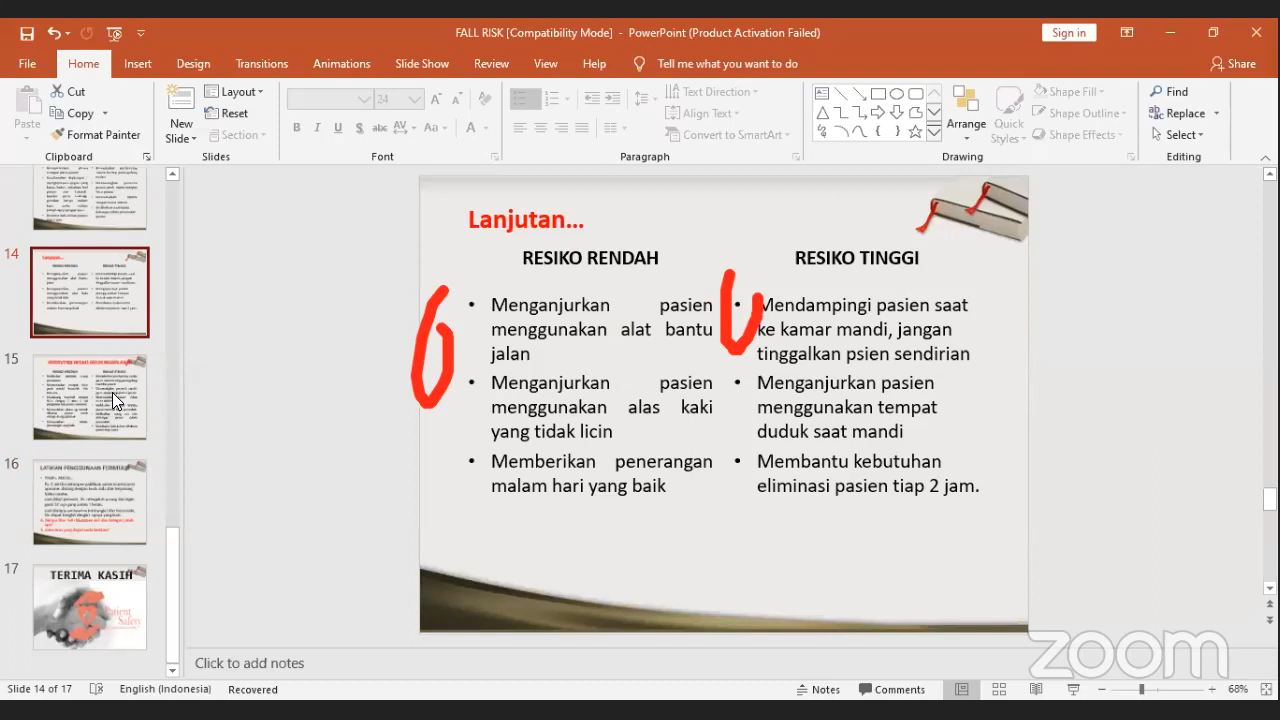 FALL RISK [Compatibility Mode] - PowerPoint (Product Activation Failed)
Sign in
File Home Insert Design Transitions Animations Slide Show Review View Help Tell me what you want to do Share
Paste
Cut
Copy
Format Painter
Clipboard
New Slide
Layout
Reset
Section
Slides
24
B I U S abc AV Aa A
Font
Text Direction
Align Text
Convert to SmartArt
Paragraph
Arrange
Quick Styles
Shape Fill
Shape Outline
Shape Effects
Drawing
Find
Replace
Select
Editing
14
15
16
17
TERIMA KASIH
Patient
Safety
Lanjutan...
RESIKO RENDAH
• Menganjurkan pasien
menggunakan alat bantu
jalan
• Menganjurkan pasien
menggunakan alas kaki
yang tidak licin
• Memberikan penerangan
malam hari yang baik
RESIKO TINGGI
• Mendampingi pasien saat
ke kamar mandi, jangan
tinggalkan psien sendirian
• Menganjurkan pasien
menggunakan tempat
duduk saat mandi
• Membantu kebutuhan
eliminasi pasien tiap 2 jam.
zoom
Click to add notes
Slide 14 of 17 English (Indonesia) Recovered Notes Comments 68%